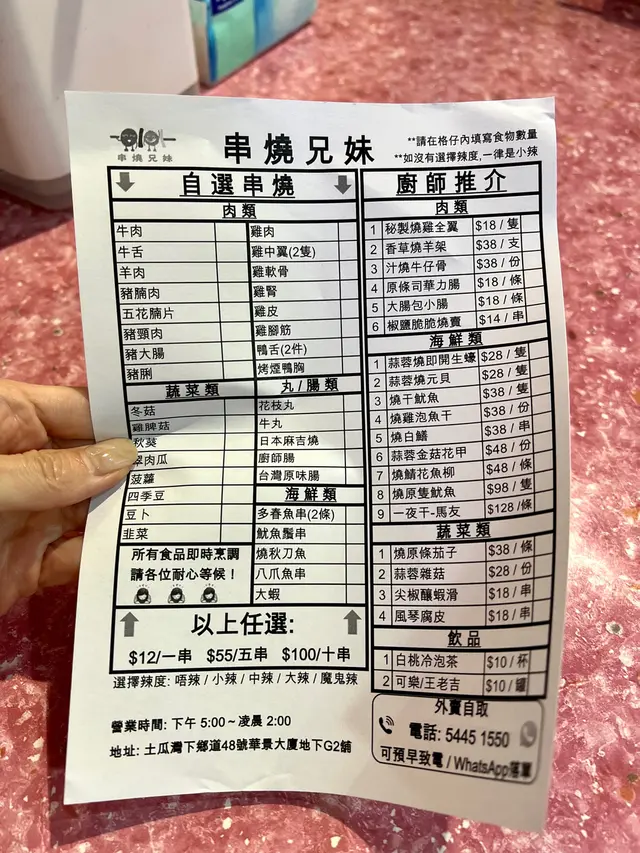 串燒兄妹
串燒兄妹
**請在格仔內填寫食物數量
**如沒有選擇辣度,一律是小辣
自選串燒
肉類
牛肉 雞肉
牛舌 雞中翼(2隻)
羊肉 雞軟骨
豬腩肉 雞腎
五花腩片 雞皮
豬頸肉 雞腳筋
豬大腸 鴨舌(2件)
豬脷 烤煙鴨胸
蔬菜類
冬菇
雞脾菇
秋葵
翠肉瓜
菠蘿
四季豆
豆卜
韭菜
丸/腸類
花枝丸
牛丸
日本麻吉燒
廚師腸
台灣原味腸
海鮮類
多春魚串(2條)
魷魚鬚串
燒秋刀魚
八爪魚串
大蝦
所有食品即時烹調
請各位耐心等候!
以上任選:
$12/一串 $55/五串 $100/十串
選擇辣度: 唔辣 / 小辣 / 中辣 / 大辣 / 魔鬼辣
營業時間: 下午 5:00 ~ 凌晨 2:00
地址: 土瓜灣下鄉道48號華景大廈地下G2舖
廚師推介
肉類
1 秘製燒雞全翼 $18 / 隻
2 香草燒羊架 $38 / 支
3 汁燒牛仔骨 $38 / 份
4 原條司華力腸 $18 / 條
5 大腸包小腸 $18 / 條
6 椒鹽脆脆燒賣 $14 / 串
海鮮類
1 蒜蓉燒即開生蠔 $28 / 隻
2 蒜蓉燒元貝 $28 / 隻
3 燒干魷魚 $38 / 隻
4 燒雞泡魚干 $38 / 份
5 燒白鱔 $38 / 串
6 蒜蓉金菇花甲 $48 / 份
7 燒鯖花魚柳 $48 / 條
8 燒原隻魷魚 $98 / 隻
9 一夜干-馬友 $128 /條
蔬菜類
1 燒原條茄子 $38 / 條
2 蒜蓉雜菇 $28 / 份
3 尖椒釀蝦滑 $18 / 串
4 風琴腐皮 $18 / 串
飲品
1 白桃冷泡茶 $10 / 杯
2 可樂/王老吉 $10 / 罐
外賣自取
電話: 5445 1550
可預早致電 / WhatsApp落單